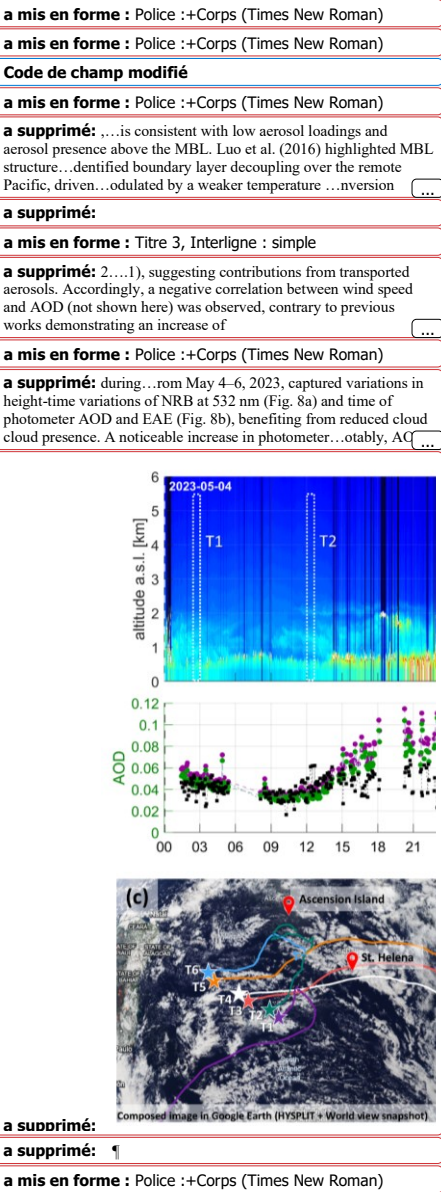 a mis en forme : Police :+Corps (Times New Roman)
a mis en forme : Police :+Corps (Times New Roman)
Code de champ modifié
a mis en forme : Police :+Corps (Times New Roman)
a supprimé: ,…is consistent with low aerosol loadings and
aerosol presence above the MBL. Luo et al. (2016) highlighted MBL
structure…dentified boundary layer decoupling over the remote
Pacific, driven…odulated by a weaker temperature …nversion
...
a supprimé:
a mis en forme : Titre 3, Interligne : simple
a supprimé: 2….1), suggesting contributions from transported
aerosols. Accordingly, a negative correlation between wind speed
and AOD (not shown here) was observed, contrary to previous
works demonstrating an increase of
...
a mis en forme : Police :+Corps (Times New Roman)
a supprimé: during…rom May 4–6, 2023, captured variations in
height-time variations of NRB at 532 nm (Fig. 8a) and time of
photometer AOD and EAE (Fig. 8b), benefiting from reduced cloud
cloud presence. A noticeable increase in photometer…otably, AO
...
6
2023-05-04
5
T1
T2
4
3
2
1
0
altitude a.s.l. [km]
0.12
0.1
0.08
0.06
0.04
0.02
0
AOD
00 03 06 09 12 15 18 21
(c)
Ascension Island
St. Helena
T6
T5
T4
T3
T2
T1
Composed image in Google Earth (HYSPLIT + World view snapshot)
a supprimé:
a supprimé: ¶
a mis en forme : Police :+Corps (Times New Roman)